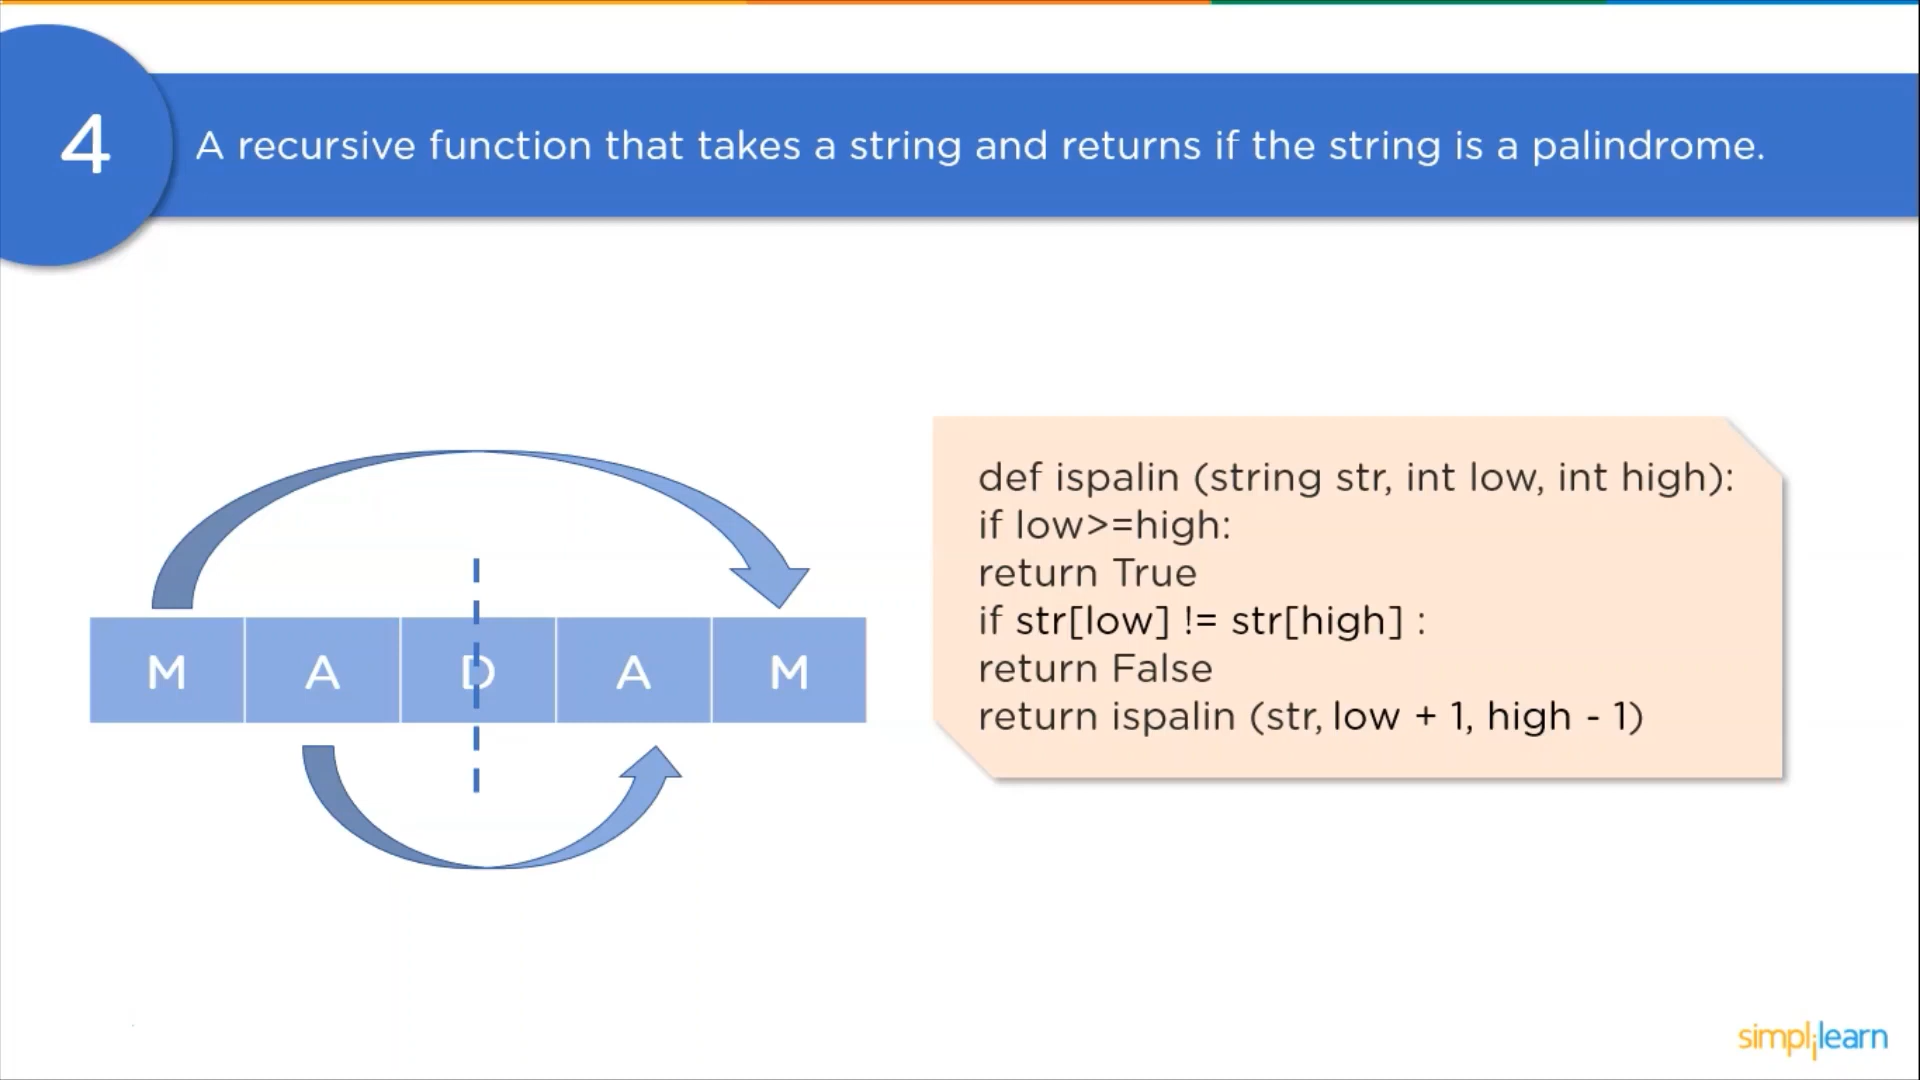 4
A recursive function that takes a string and returns if the string is a palindrome.
M A D A M
def ispalin (string str, int low, int high):
if low>=high:
return True
if str[low] != str[high] :
return False
return ispalin (str, low + 1, high - 1)
simplilearn